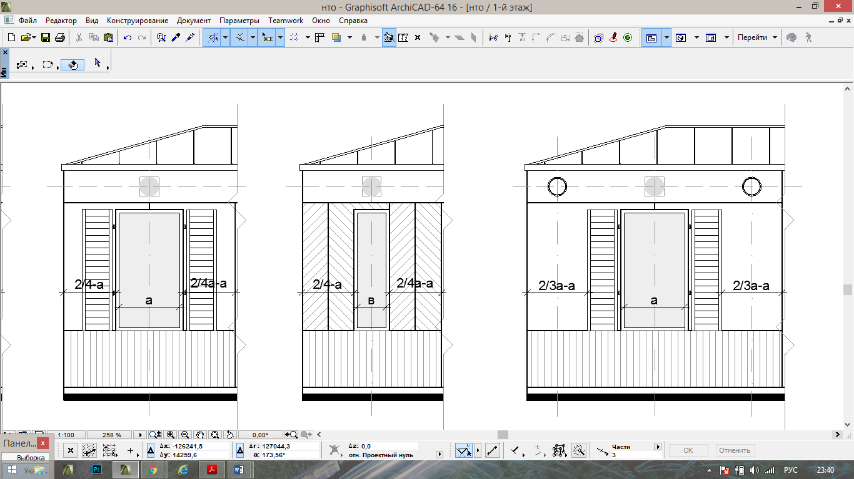 нто - Graphisoft ArchiCAD-64 16 - [нто / 1-й этаж]
Файл Редактор Вид Конструирование Документ Параметры Teamwork Окно Справка
Перейти
Ин
2/4-а а 2/4а-а 2/4-а в 2/4а-а 2/3а-а а 2/3а-а
1:100 258 % 0,00°
Панел...
Выборка
Δx: -126241,5
Δy: 14259,6
Δr: 127044,3
α: 173,56°
Δz: 0,0
отн. Проектный нуль
Части
3
OK Отменить
РУС 23:40